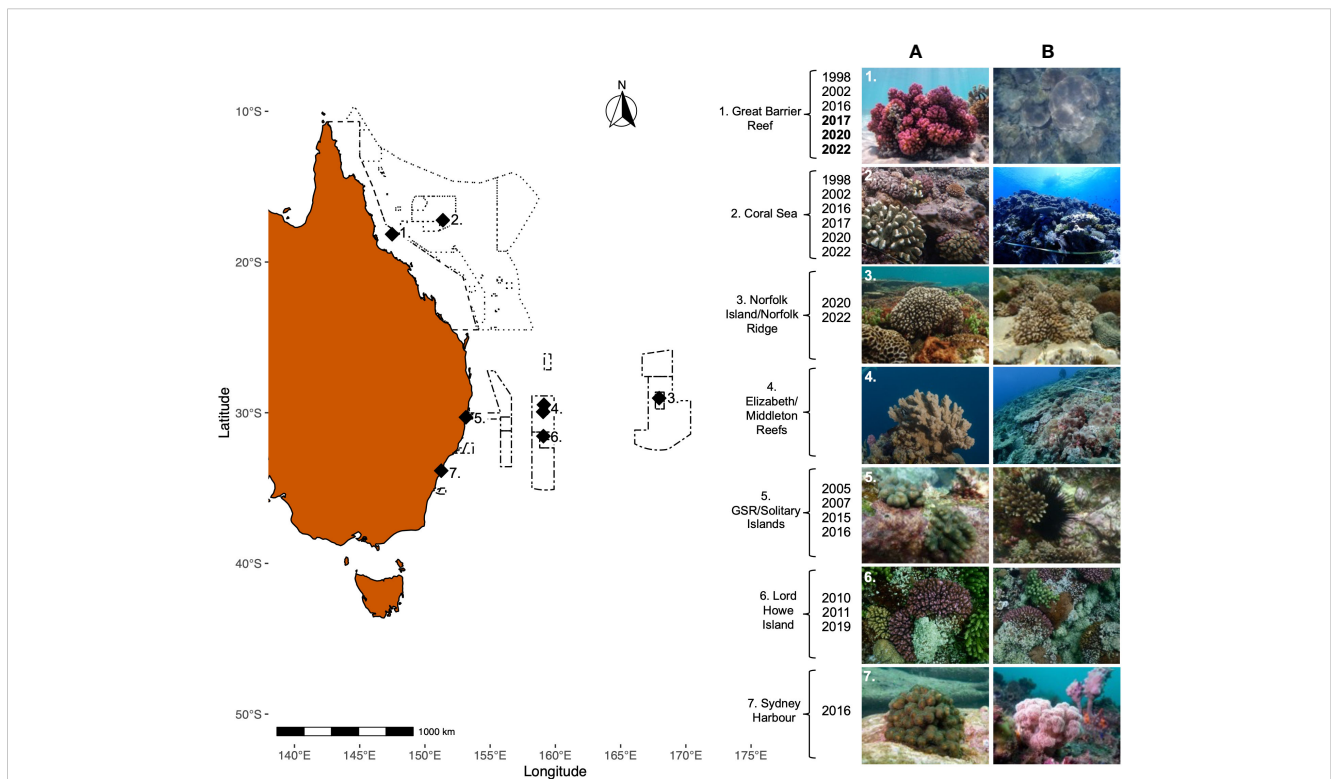 A
B
N
10°S
20°S
30°S
40°S
50°S
Latitude
140°E
145°E
150°E
155°E
160°E
165°E
170°E
175°E
Longitude
1000 km
1.
2.
3.
4.
5.
6.
7.
1. Great Barrier
Reef
1998
2002
2016
2017
2020
2022
1.
2. Coral Sea
1998
2002
2016
2017
2020
2022
2.
3. Norfolk
Island/Norfolk
Ridge
2020
2022
3.
4.
Elizabeth/
Middleton
Reefs
4.
5.
GSR/Solitary
Islands
2005
2007
2015
2016
5.
6. Lord
Howe
Island
2010
2011
2019
6.
7. Sydney
Harbour
2016
7.